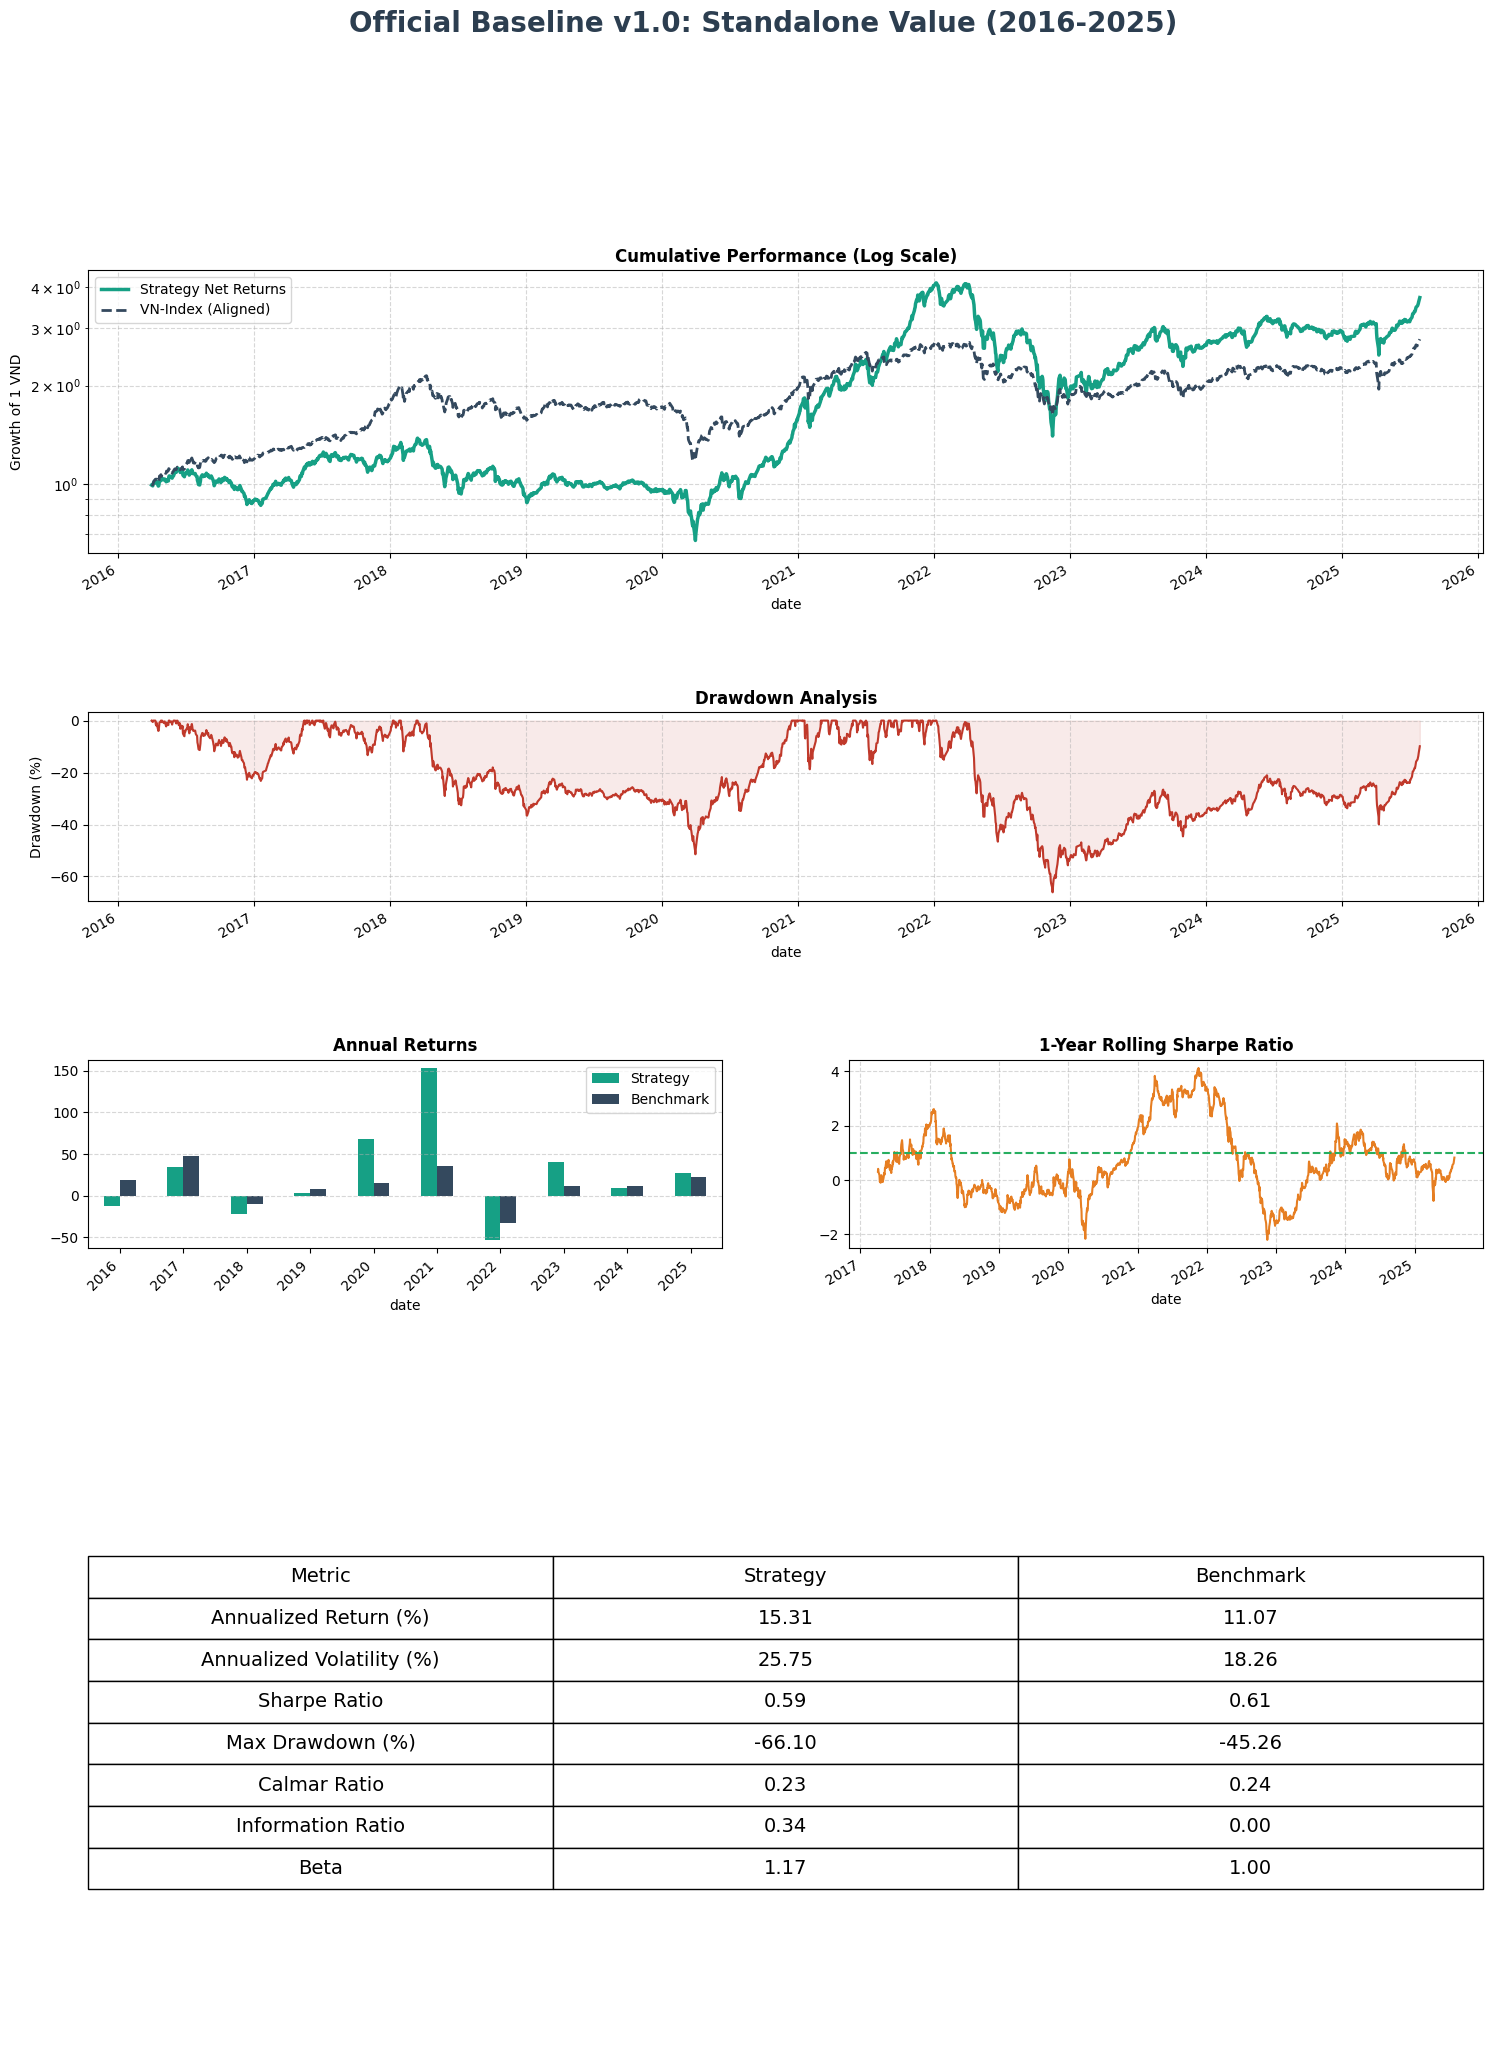 Official Baseline v1.0: Standalone Value (2016-2025)
Cumulative Performance (Log Scale)
Strategy Net Returns
VN-Index (Aligned)
4 × 10⁰
3 × 10⁰
2 × 10⁰
10⁰
Growth of 1 VND
2016 2017 2018 2019 2020 2021 2022 2023 2024 2025 2026
date
Drawdown Analysis
0
−20
−40
−60
Drawdown (%)
2016 2017 2018 2019 2020 2021 2022 2023 2024 2025 2026
date
Annual Returns
Strategy
Benchmark
150
100
50
0
−50
2016 2017 2018 2019 2020 2021 2022 2023 2024 2025
date
1-Year Rolling Sharpe Ratio
4
2
0
−2
2017 2018 2019 2020 2021 2022 2023 2024 2025
date
Metric Strategy Benchmark
Annualized Return (%) 15.31 11.07
Annualized Volatility (%) 25.75 18.26
Sharpe Ratio 0.59 0.61
Max Drawdown (%) -66.10 -45.26
Calmar Ratio 0.23 0.24
Information Ratio 0.34 0.00
Beta 1.17 1.00